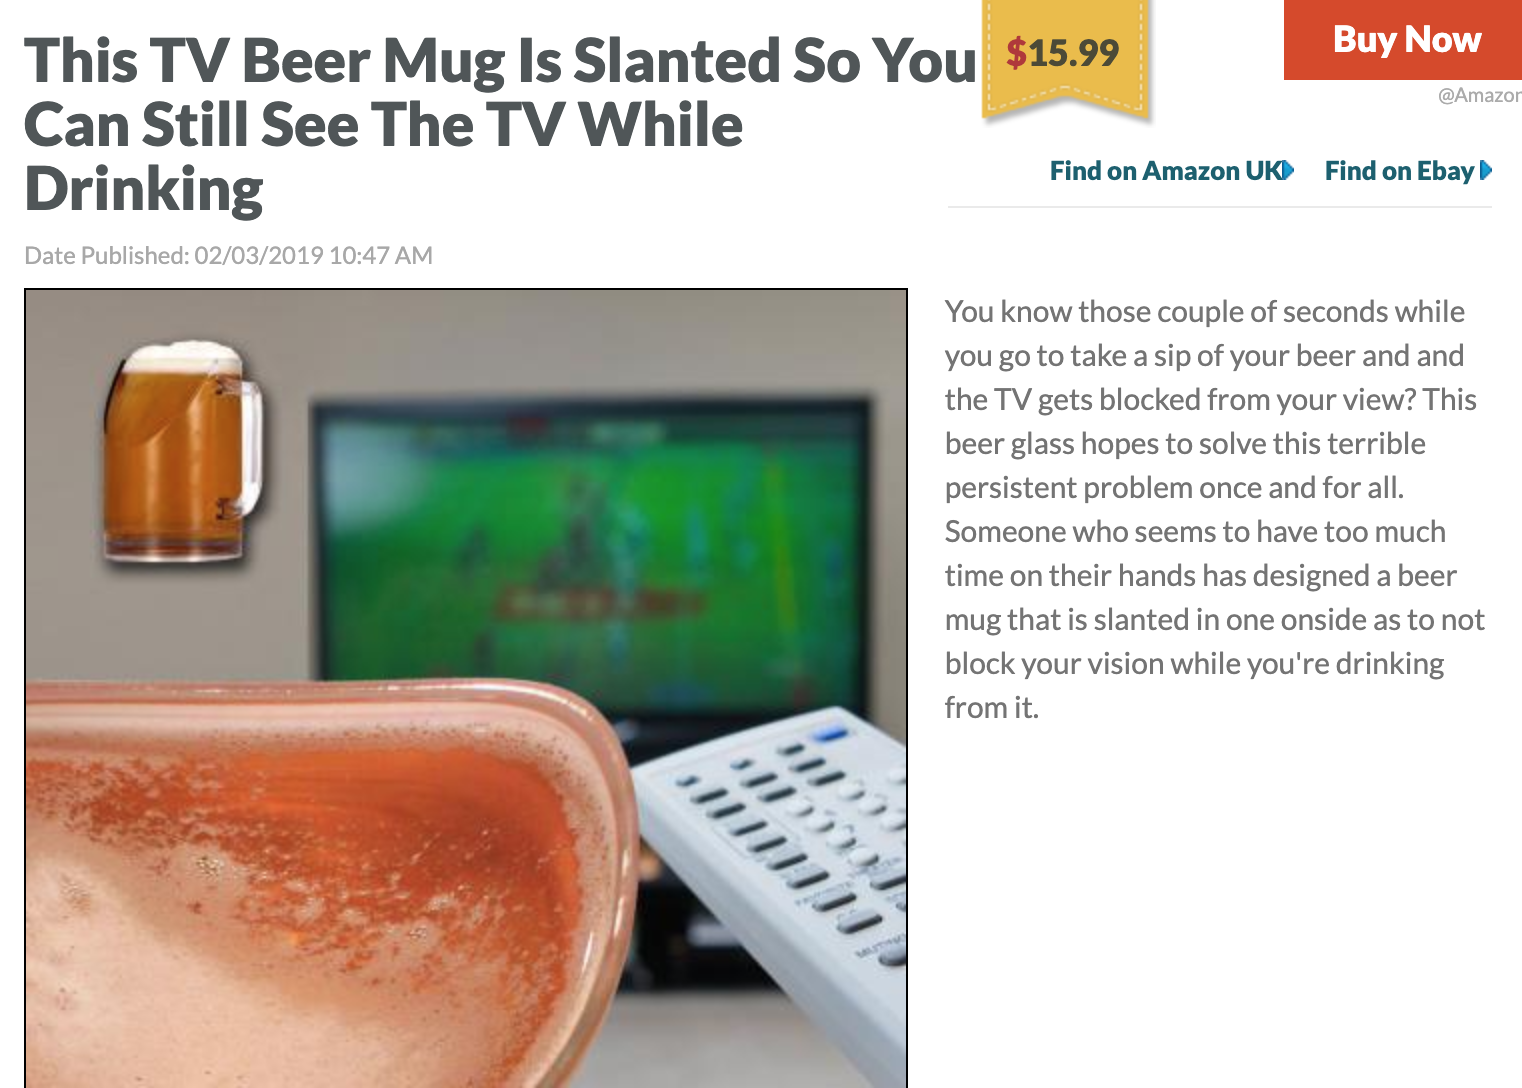 This TV Beer Mug Is Slanted So You
Can Still See The TV While
Drinking
Date Published: 02/03/2019 10:47 AM
$15.99
Buy Now
@Amazon
Find on Amazon UK
Find on Ebay
You know those couple of seconds while
you go to take a sip of your beer and and
the TV gets blocked from your view? This
beer glass hopes to solve this terrible
persistent problem once and for all.
Someone who seems to have too much
time on their hands has designed a beer
mug that is slanted in one onside as to not
block your vision while you're drinking
from it.